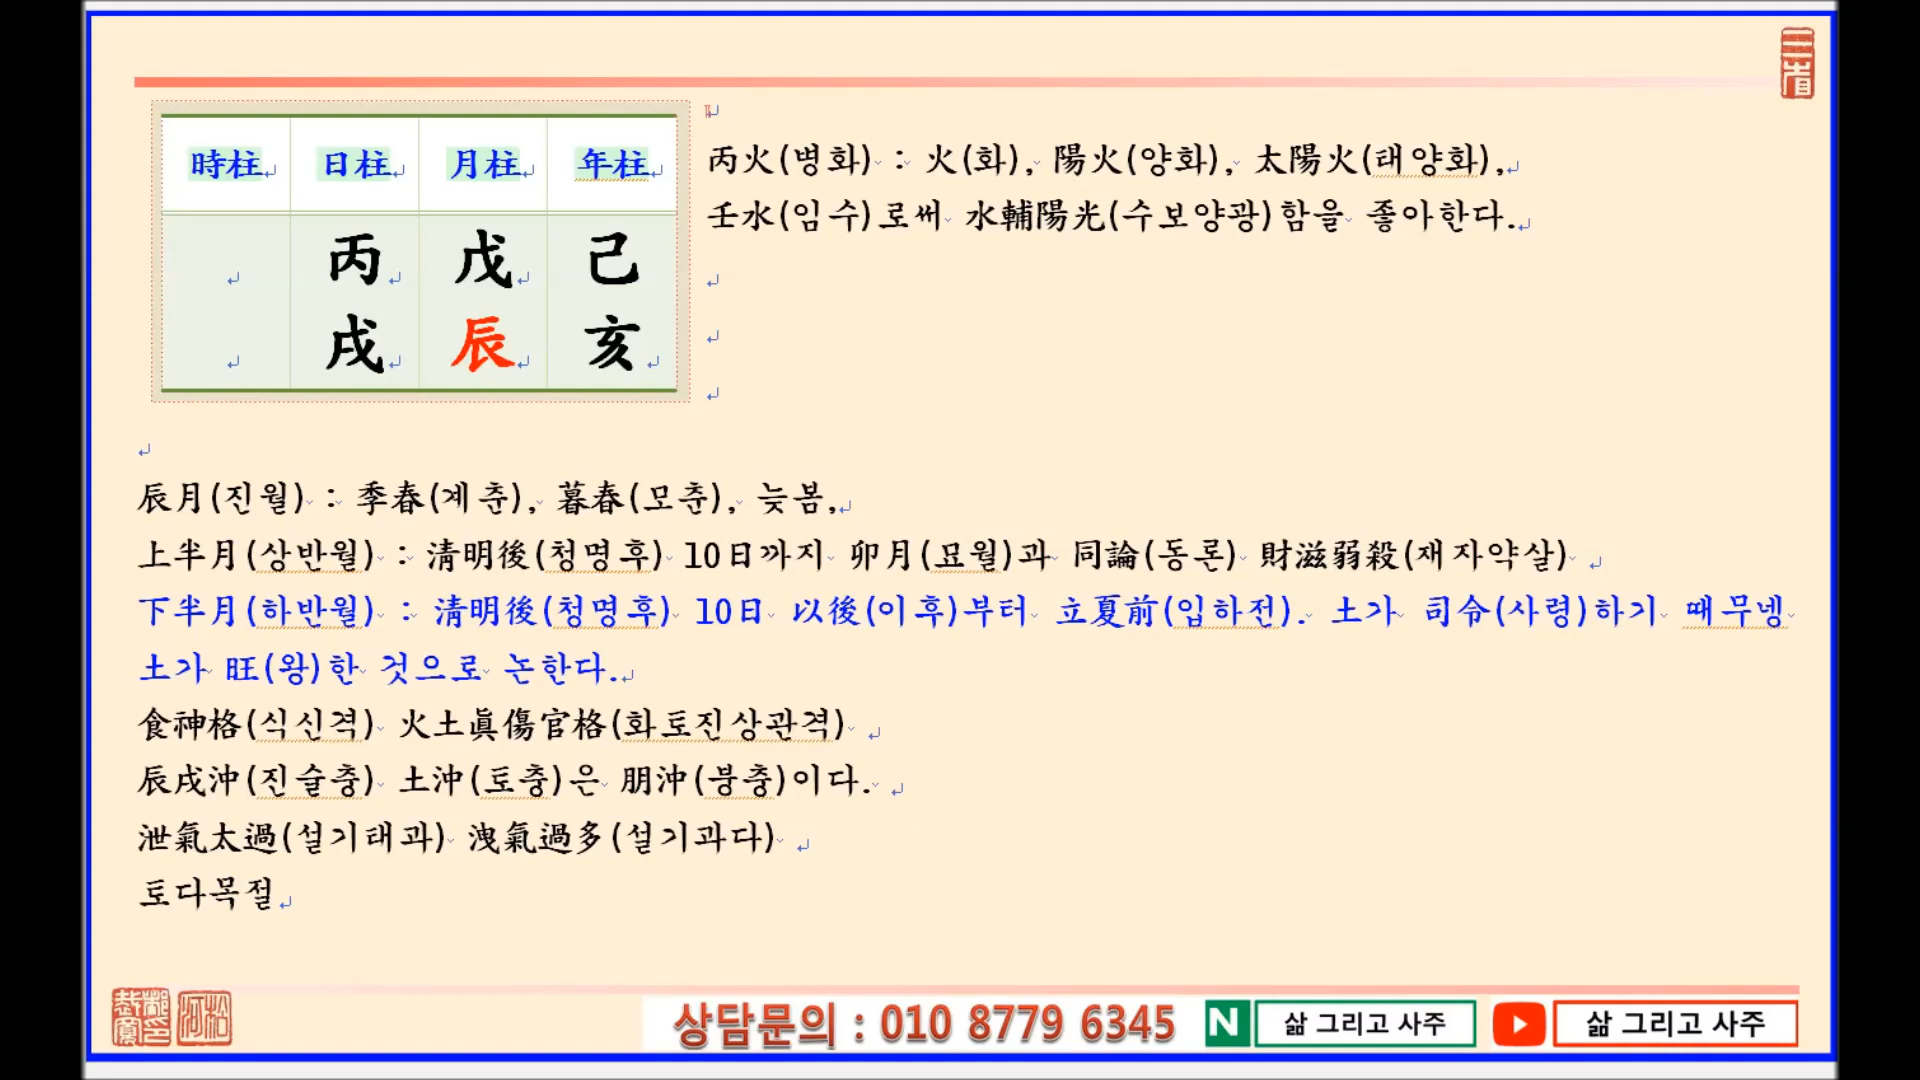 時柱 日柱 月柱 年柱
丙 戊 己
戌 辰 亥
丙火(병화) : 火(화), 陽火(양화), 太陽火(태양화),
壬水(임수)로써 水輔陽光(수보양광)함을 좋아한다.
辰月(진월) : 季春(계춘), 暮春(모춘), 늦봄,
上半月(상반월) : 清明後(청명후) 10日까지 卯月(묘월)과 同論(동론) 財滋弱殺(재자약살)
下半月(하반월) : 清明後(청명후) 10日 以後(이후)부터 立夏前(입하전). 土가 司令(사령)하기 때무넹
土가 旺(왕)한 것으로 논한다.
食神格(식신격) 火土眞傷官格(화토진상관격)
辰戌沖(진술충) 土沖(토충)은 朋沖(붕충)이다.
泄氣太過(설기태과) 洩氣過多(설기과다)
토다목절
상담문의 : 010 8779 6345
N 삶 그리고 사주
삶 그리고 사주